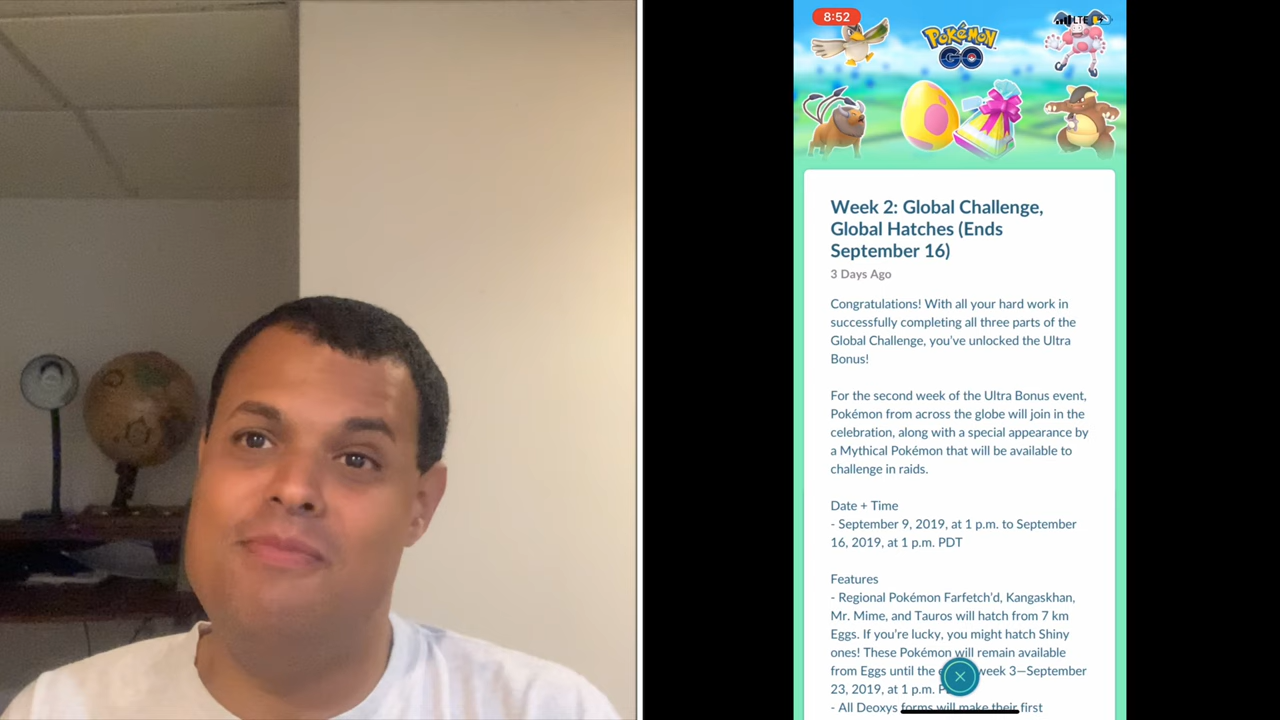 8:52
LTE
POKÉMON
GO
Week 2: Global Challenge,
Global Hatches (Ends
September 16)
3 Days Ago
Congratulations! With all your hard work in
successfully completing all three parts of the
Global Challenge, you've unlocked the Ultra
Bonus!
For the second week of the Ultra Bonus event,
Pokémon from across the globe will join in the
celebration, along with a special appearance by
a Mythical Pokémon that will be available to
challenge in raids.
Date + Time
- September 9, 2019, at 1 p.m. to September
16, 2019, at 1 p.m. PDT
Features
- Regional Pokémon Farfetch'd, Kangaskhan,
Mr. Mime, and Tauros will hatch from 7 km
Eggs. If you're lucky, you might hatch Shiny
ones! These Pokémon will remain available
from Eggs until the week 3—September
23, 2019, at 1 p.m.
- All Deoxys forms will make their first